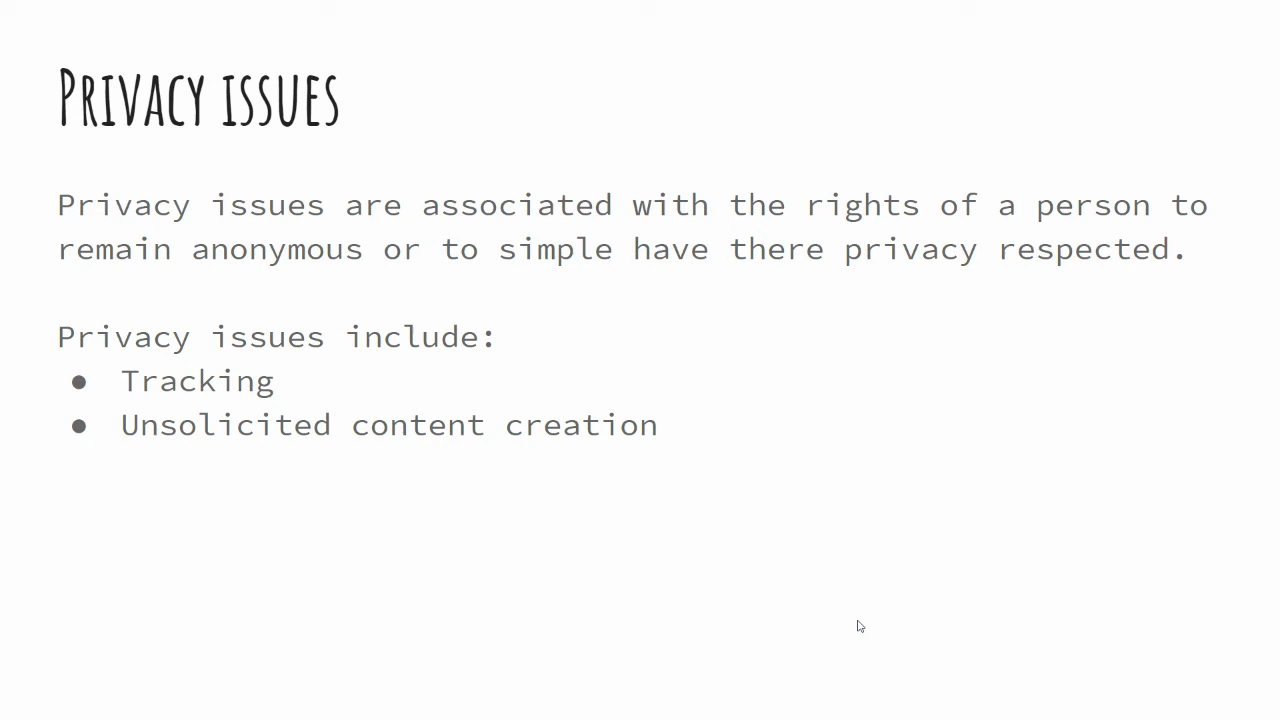 Privacy issues
Privacy issues are associated with the rights of a person to
remain anonymous or to simple have there privacy respected.
Privacy issues include:
● Tracking
● Unsolicited content creation